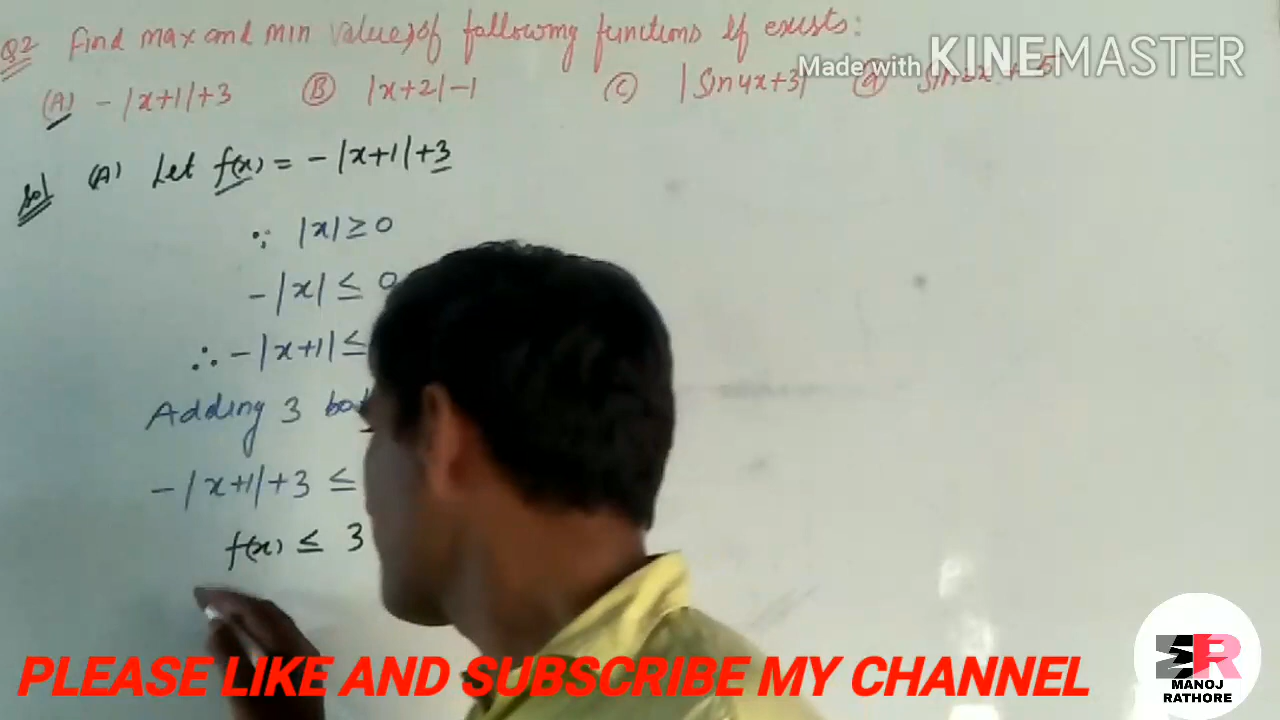 Q2 Find max and min values of following functions if exists:
Made with KINEMASTER
(A) -|x+1|+3 (B) |x+2|-1 (C) |Sin4x+3| (d)
Sol (A) Let f(x) = -|x+1|+3
∵ |x| ≥ 0
-|x| ≤ 0
∴ -|x+1| ≤
Adding 3
-|x+1|+3 ≤
f(x) ≤ 3
PLEASE LIKE AND SUBSCRIBE MY CHANNEL
MANOJ
RATHORE